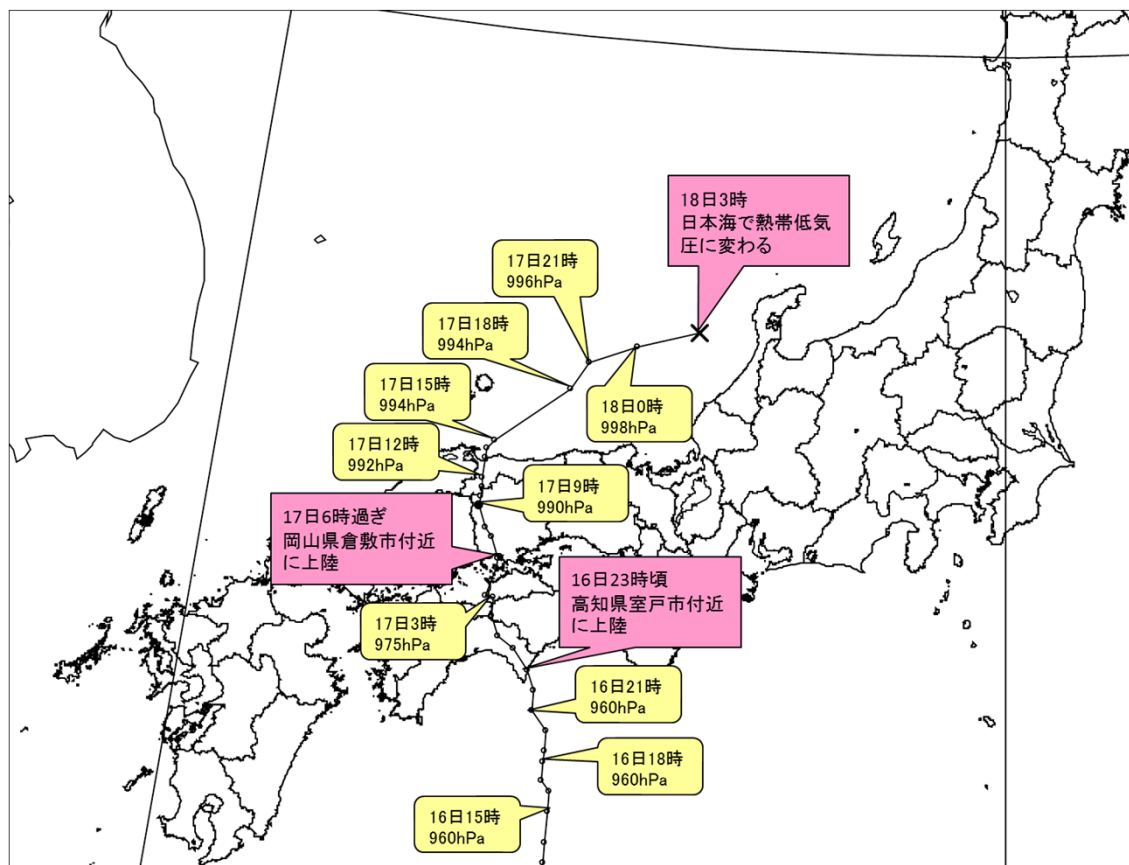 18日3時
日本海で熱帯低気
圧に変わる
17日21時
996hPa
17日18時
994hPa
18日0時
998hPa
17日15時
994hPa
17日12時
992hPa
17日9時
990hPa
17日6時過ぎ
岡山県倉敷市付近
に上陸
16日23時頃
高知県室戸市付近
に上陸
17日3時
975hPa
16日21時
960hPa
16日18時
960hPa
16日15時
960hPa